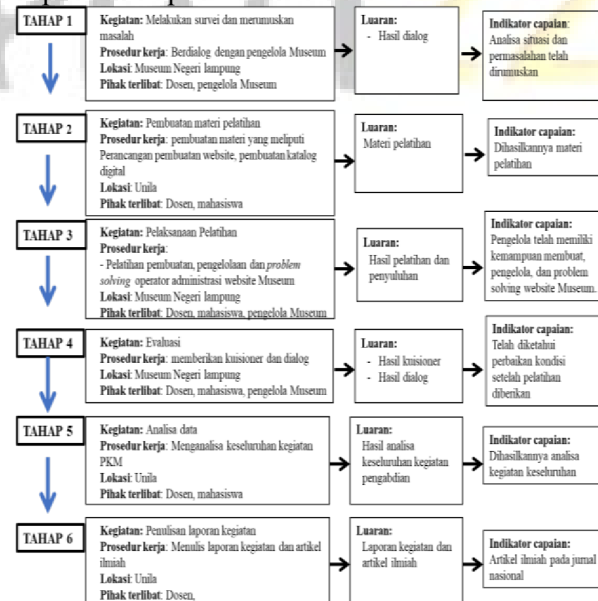 TAHAP 1
Kegiatan: Melakukan survei dan merumuskan
masalah
Prosedur kerja: Berdialog dengan pengelola Museum
Lokasi: Museum Negeri lampung
Pihak terlibat: Dosen, pengelola Museum
Luaran:
- Hasil dialog
Indikator capaian:
Analisa situasi dan
permasalahan telah
dirumuskan
TAHAP 2
Kegiatan: Pembuatan materi pelatihan
Prosedur kerja: pembuatan materi yang meliputi
Perancangan pembuatan website, pembuatan katalog
digital
Lokasi: Unila
Pihak terlibat: Dosen, mahasiswa
Luaran:
Materi pelatihan
Indikator capaian:
Dihasilkannya materi
pelatihan
TAHAP 3
Kegiatan: Pelaksanaan Pelatihan
Prosedur kerja:
- Pelatihan pembuatan, pengelolaan dan problem
solving operator administrasi website Museum
Lokasi: Museum Negeri lampung
Pihak terlibat: Dosen, mahasiswa, pengelola Museum
Luaran:
Hasil pelatihan dan
penyuluhan
Indikator capaian:
Pengelola telah memiliki
kemampuan membuat,
pengelola, dan problem
solving website Museum.
TAHAP 4
Kegiatan: Evaluasi
Prosedur kerja: memberikan kuisioner dan dialog
Lokasi: Museum Negeri lampung
Pihak terlibat: Dosen, mahasiswa, pengelola Museum
Luaran:
- Hasil kuisioner
- Hasil dialog
Indikator capaian:
Telah diketahui
perbaikan kondisi
setelah pelatihan
diberikan
TAHAP 5
Kegiatan: Analisa data
Prosedur kerja: Menganalisa keseluruhan kegiatan
PKM
Lokasi: Unila
Pihak terlibat: Dosen, mahasiswa
Luaran:
Hasil analisa
keseluruhan kegiatan
pengabdian
Indikator capaian:
Dihasilkannya analisa
kegiatan keseluruhan
TAHAP 6
Kegiatan: Penulisan laporan kegiatan
Prosedur kerja: Menulis laporan kegiatan dan artikel
ilmiah
Lokasi: Unila
Pihak terlibat: Dosen,
Luaran:
Laporan kegiatan dan
artikel ilmiah
Indikator capaian:
Artikel ilmiah pada jurnal
nasional